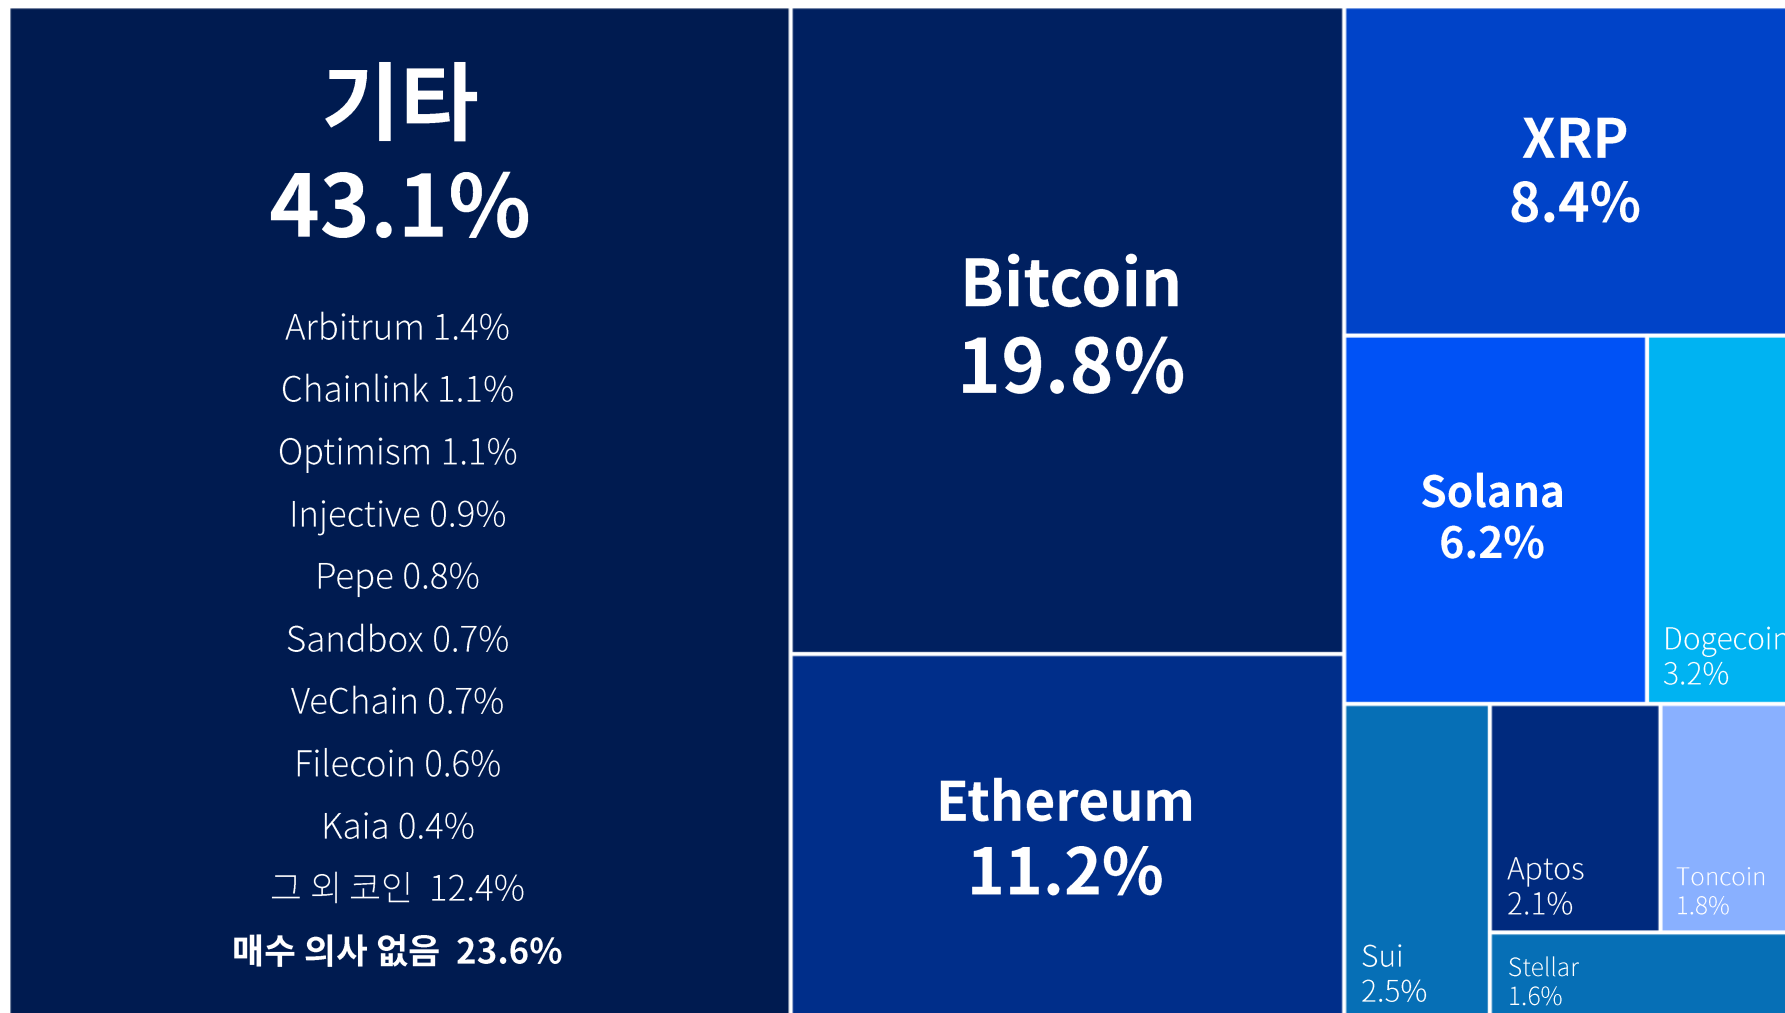 기타
43.1%
Arbitrum 1.4%
Chainlink 1.1%
Optimism 1.1%
Injective 0.9%
Pepe 0.8%
Sandbox 0.7%
VeChain 0.7%
Filecoin 0.6%
Kaia 0.4%
그 외 코인 12.4%
매수 의사 없음 23.6%
Bitcoin
19.8%
Ethereum
11.2%
XRP
8.4%
Solana
6.2%
Dogecoin
3.2%
Sui
2.5%
Aptos
2.1%
Toncoin
1.8%
Stellar
1.6%